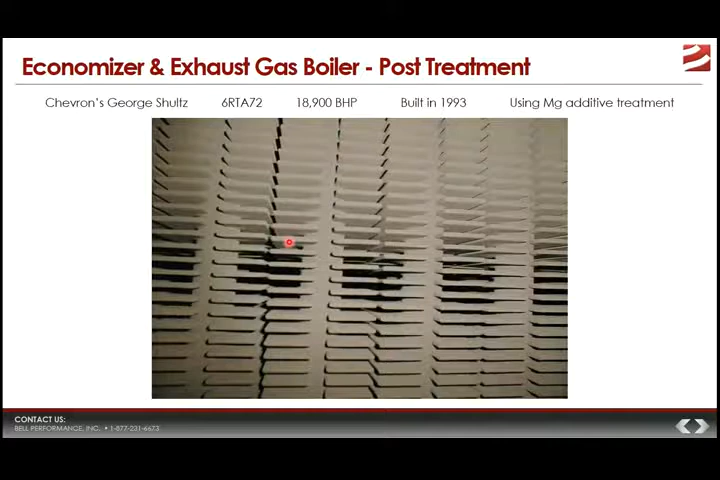 Economizer & Exhaust Gas Boiler - Post Treatment
Chevron's George Shultz 6RTA72 18,900 BHP Built in 1993 Using Mg additive treatment
CONTACT US:
BELL PERFORMANCE, INC. • 1-877-231-6673